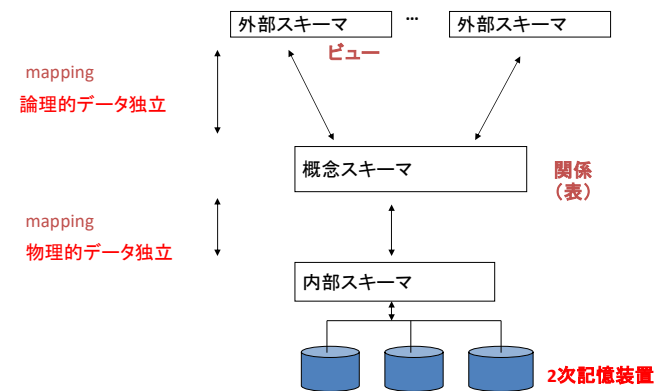 外部スキーマ ... 外部スキーマ
ビュー
mapping
論理的データ独立
概念スキーマ
関係
(表)
mapping
物理的データ独立
内部スキーマ
2次記憶装置